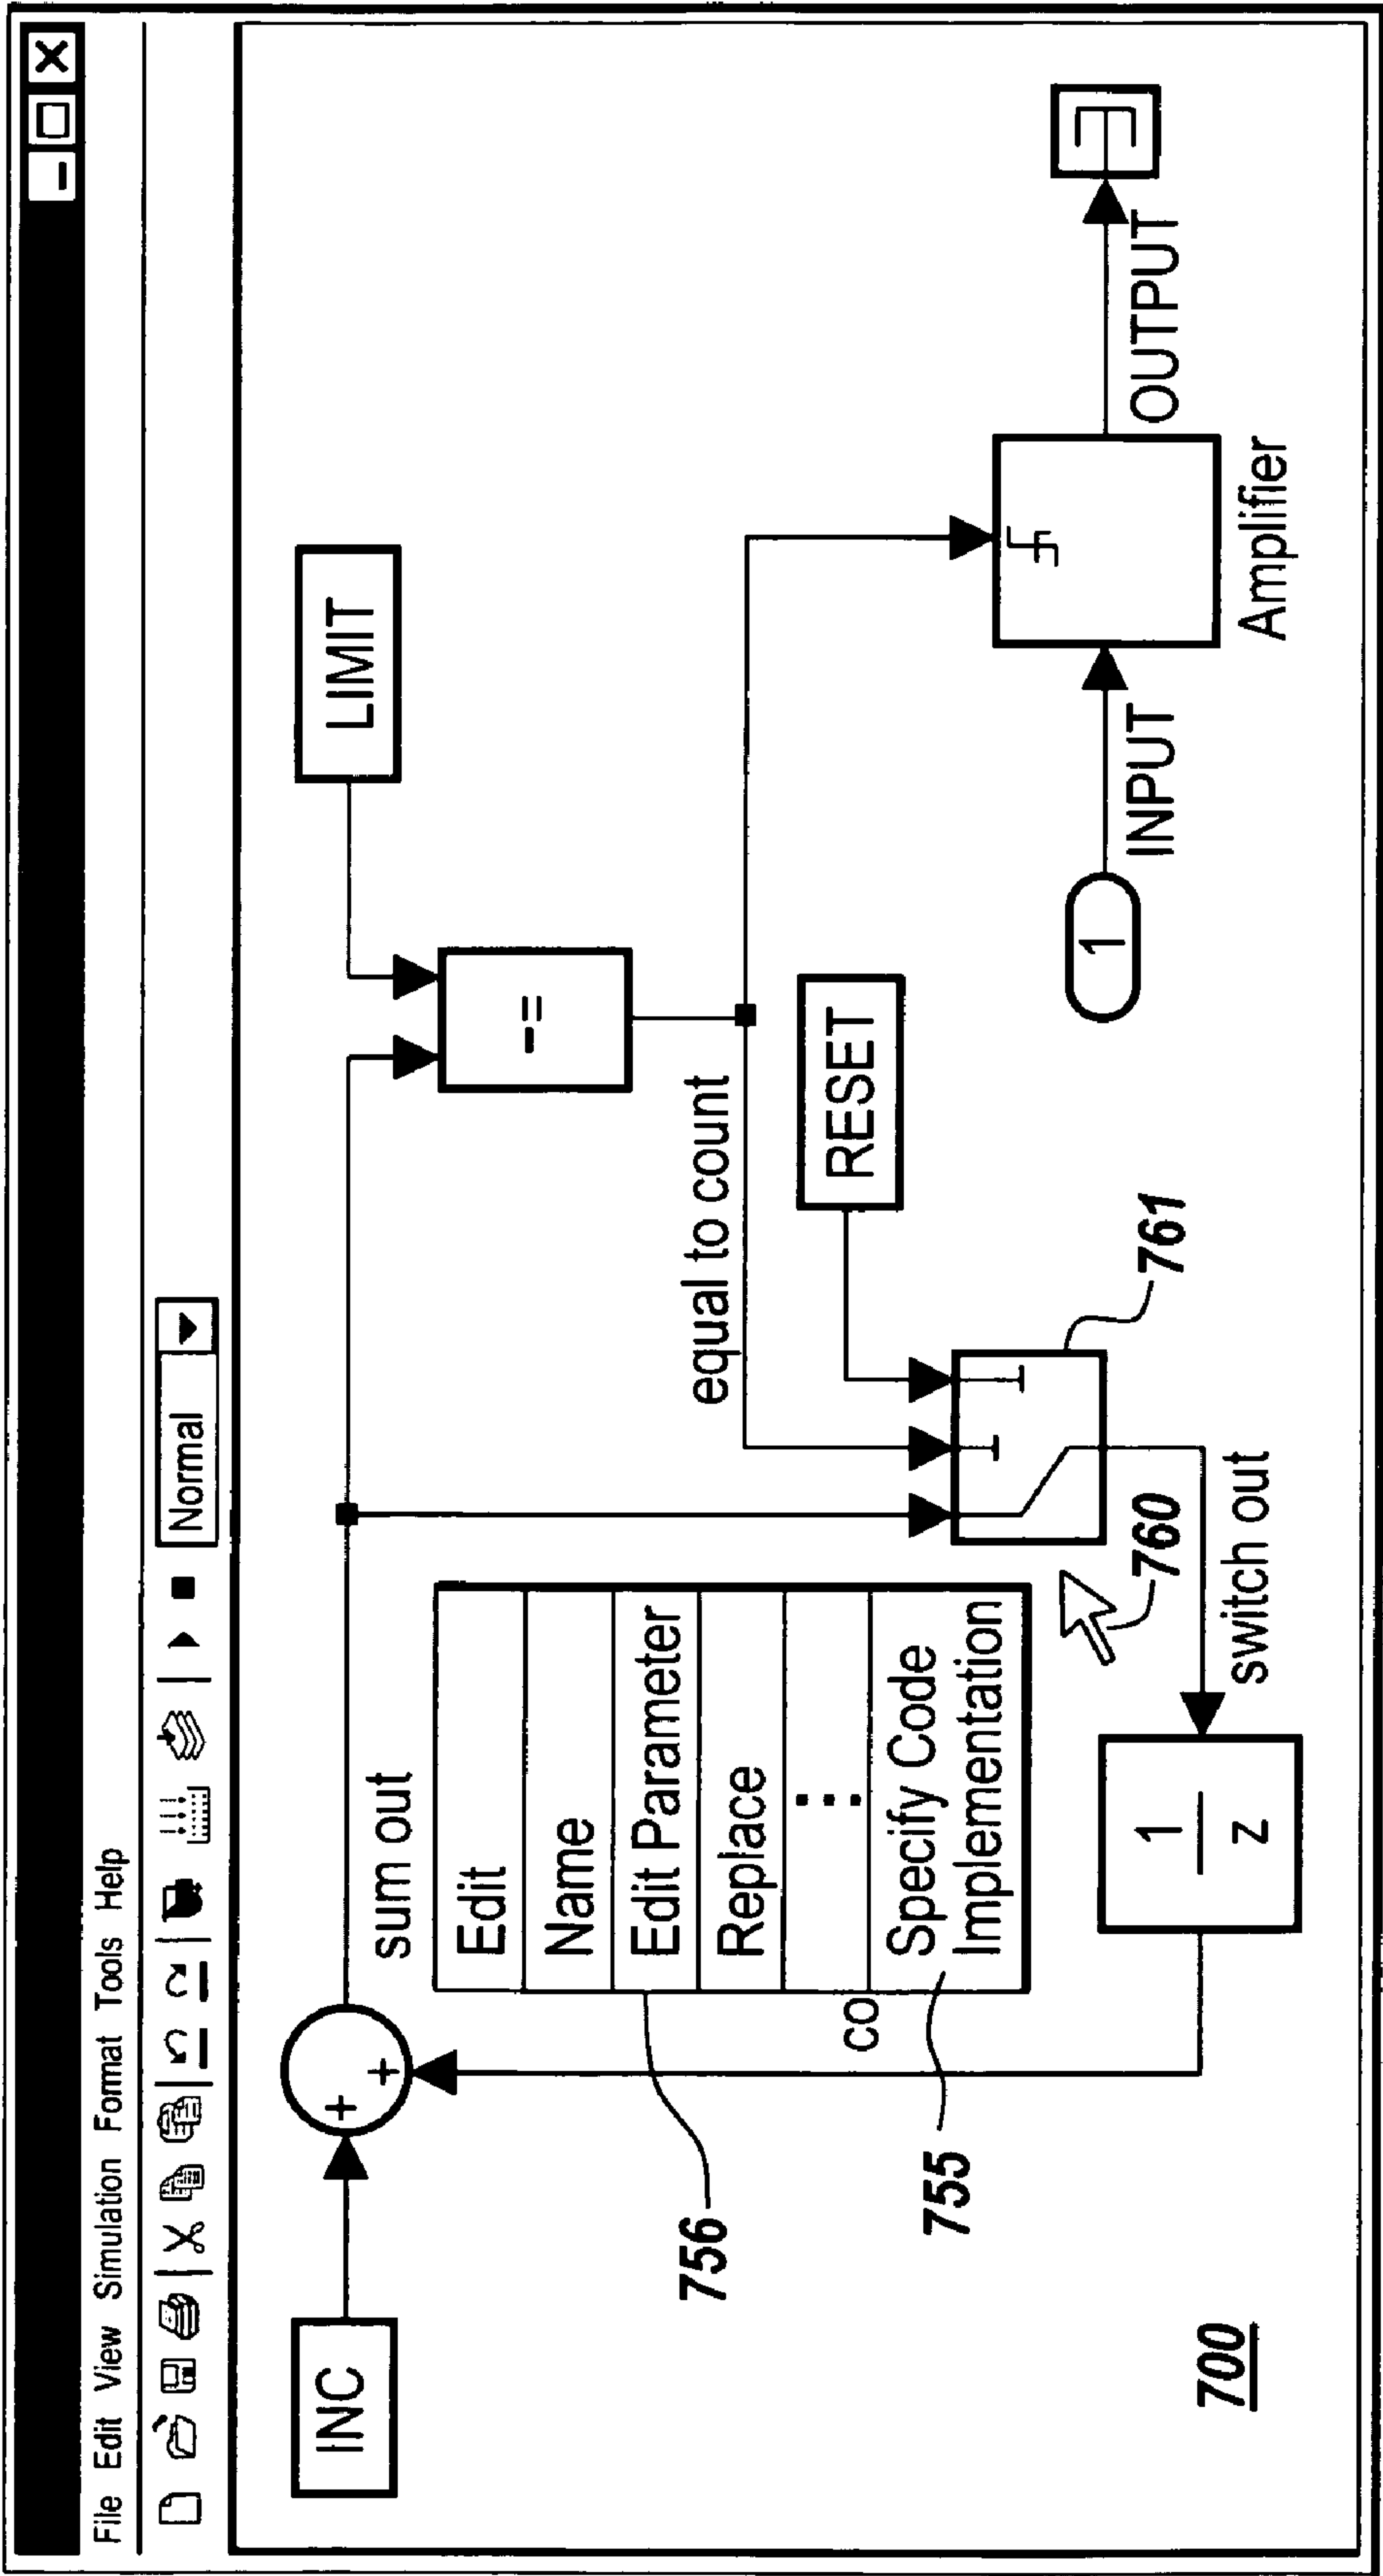 File Edit View Simulation Format Tools Help
Normal
INC
+
+
sum out
LIMIT
-=
Edit
Name
Edit Parameter
Replace
⋮
Specify Code
Implementation
equal to count
RESET
co
756
755
760
761
switch out
1
z
1
INPUT
OUTPUT
Amplifier
700